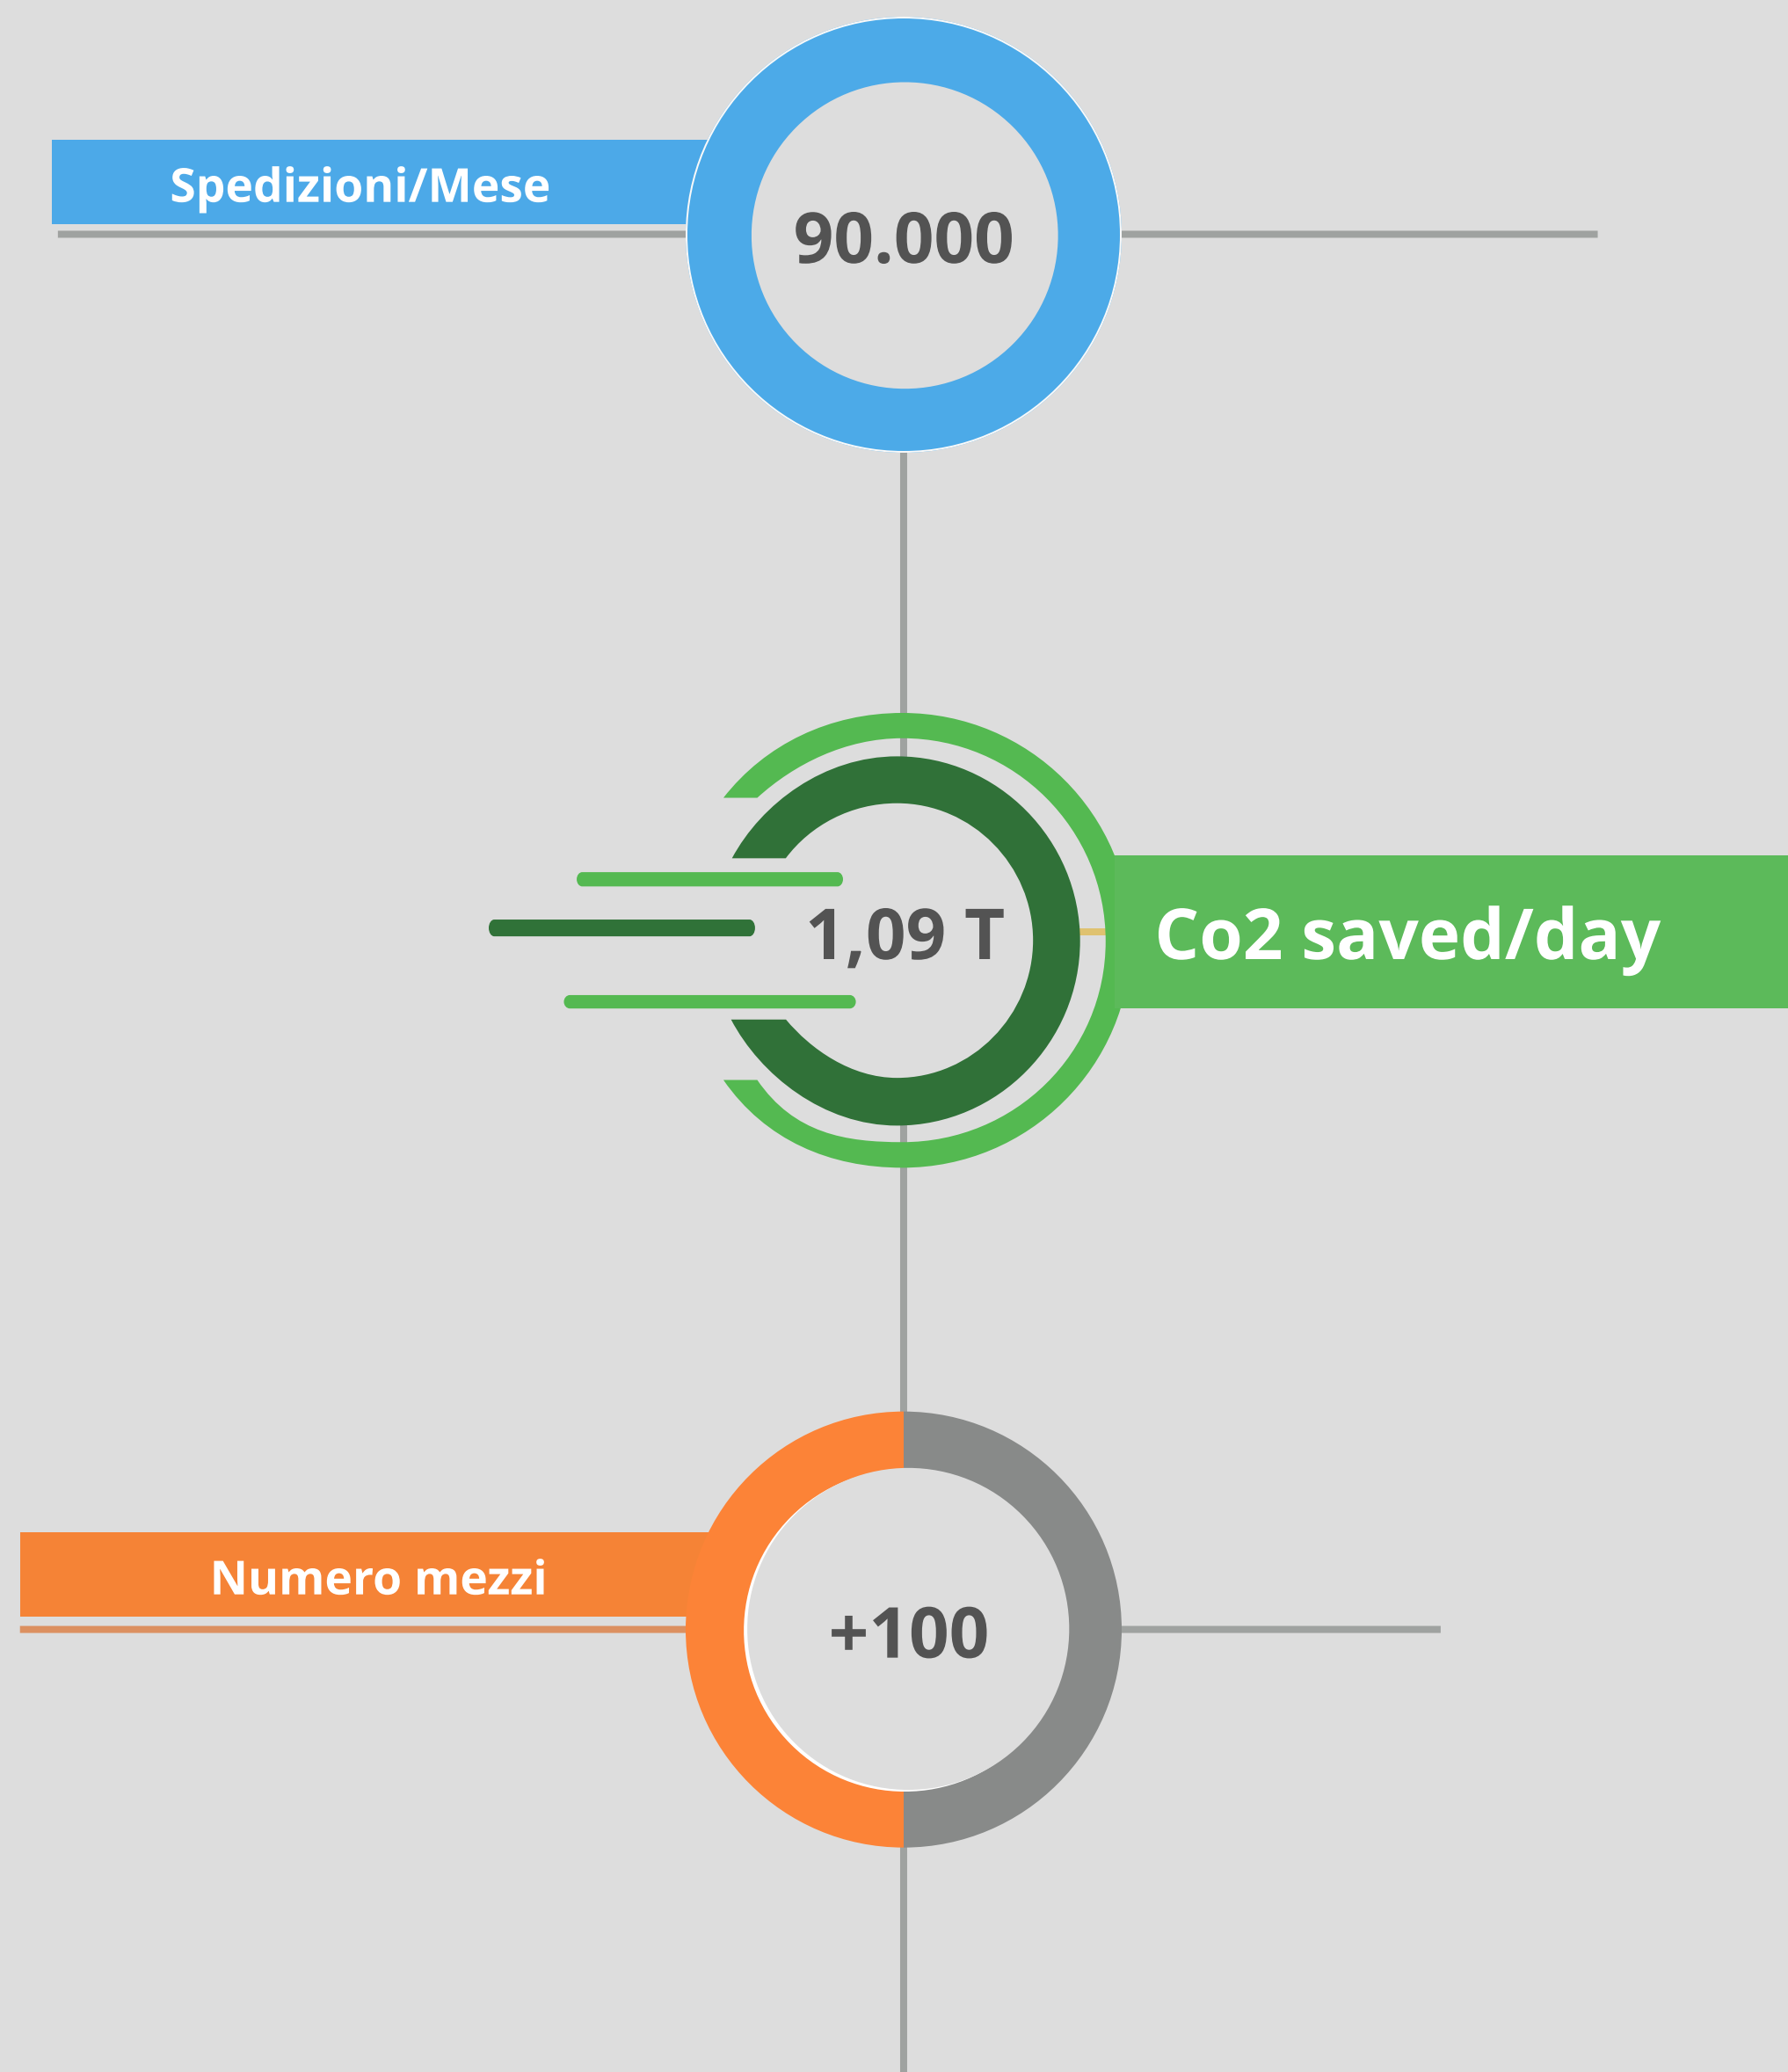 Spedizioni/Mese
90.000
1,09 T
Co2 saved/day
Numero mezzi
+100